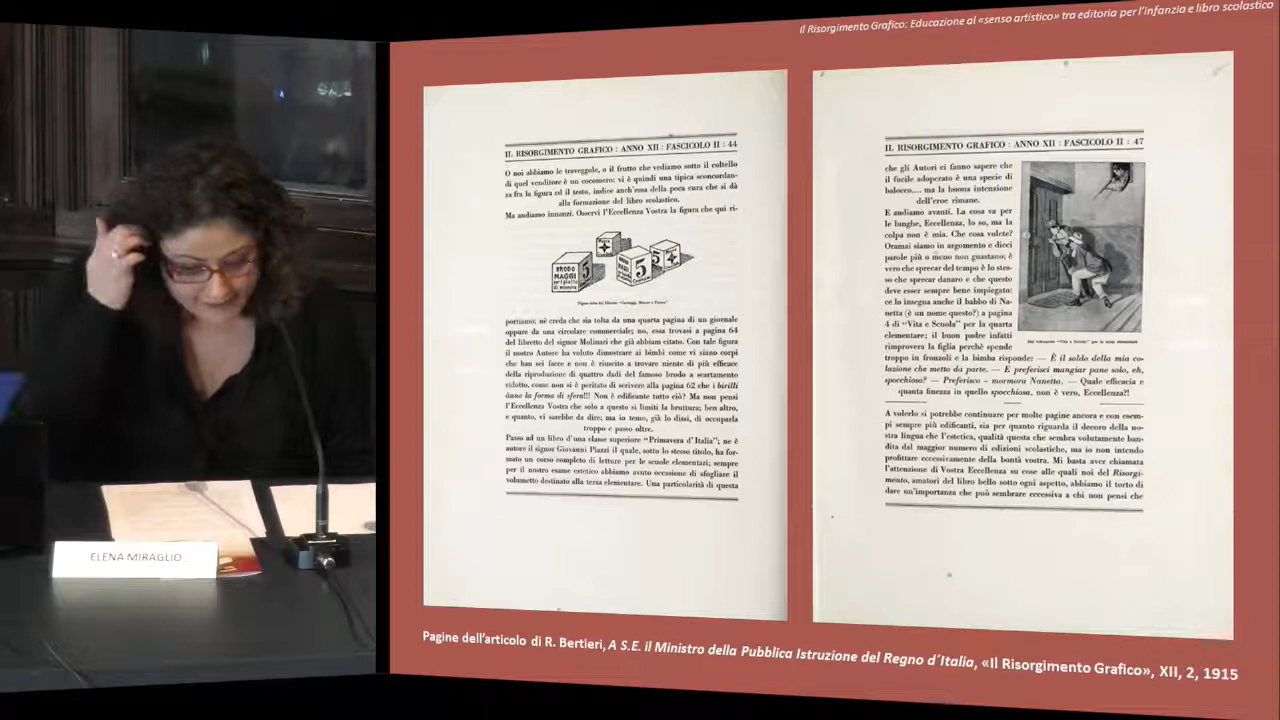 Il Risorgimento Grafico: Educazione al «senso artistico» tra editoria per l'infanzia e libro scolastico
IL RISORGIMENTO GRAFICO : ANNO XII : FASCICOLO II : 44
O noi abbiamo le traveggole, o il frutto che vediamo sotto il coltello
di quel venditore è un cocomero: vi è quindi una tipica sconcordan-
za fra la figura ed il testo, indice anch'essa della poca cura che si dà
alla formazione del libro scolastico.
Ma andiamo innanzi. Osservi l'Eccellenza Vostra la figura che qui ri-
BRODO
MAGGI
per 1 piatto
di minestra
5
5
portiamo; nè creda che sia tolta da una quarta pagina di un giornale
oppure da una circolare commerciale; no, essa trovasi a pagina 64
del libretto del signor Molinari che già abbiam citato. Con tale figura
il nostro Autore ha voluto dimostrare ai bimbi come vi siano corpi
che han sei facce e non è riuscito a trovare niente di più efficace
della riproduzione di quattro dadi del famoso brodo a scartamento
ridotto, come non si è peritato di scrivere alla pagina 62 che i birilli
ànno la forma di sfera!!! Non è edificante tutto ciò? Ma non pensi
l'Eccellenza Vostra che solo a questo si limiti la bruttura; ben altro,
e quanto, vi sarebbe da dire; ma io temo, già lo dissi, di occuparla
troppo e passo oltre.
Passo ad un libro d'una classe superiore "Primavera d'Italia"; ne è
autore il signor Giovanni Piazzi il quale, sotto lo stesso titolo, ha for-
mato un corso completo di letture per le scuole elementari; sempre
per il nostro esame estetico abbiamo avuto occasione di sfogliare il
volumetto destinato alla terza elementare. Una particolarità di questa
IL RISORGIMENTO GRAFICO : ANNO XII : FASCICOLO II : 47
che gli Autori ci fanno sapere che
il fucile adoperato è una specie di
balocco.... ma la buona intenzione
dell'eroe rimane.
E andiamo avanti. La cosa va per
le lunghe, Eccellenza, lo so, ma la
colpa non è mia. Che cosa volete?
Oramai siamo in argomento e dieci
parole più o meno non guastano; è
vero che sprecar del tempo è lo stes-
so che sprecar danaro e che questo
deve esser sempre bene impiegato:
ce lo insegna anche il babbo di Na-
netta (è un nome questo?) a pagina
4 di "Vita e Scuola" per la quarta
elementare; il buon padre infatti
rimprovera la figlia perchè spende
Dal volumetto "Vita e Scuola" per la terza elementare
troppo in fronzoli e la bimba risponde: — È il soldo della mia co-
lazione che metto da parte. — E preferisci mangiar pane solo, eh,
spocchiosa? — Preferisco - mormora Nanetta. — Quale efficacia e
quanta finezza in quello spocchiosa, non è vero, Eccellenza?!
A volerlo si potrebbe continuare per molte pagine ancora e con esem-
pi sempre più edificanti, sia per quanto riguarda il decoro della no-
stra lingua che l'estetica, qualità questa che sembra volutamente ban-
dita dal maggior numero di edizioni scolastiche, ma io non intendo
profittare eccessivamente della bontà vostra. Mi basta aver chiamata
l'attenzione di Vostra Eccellenza su cose alle quali noi del Risorgi-
mento, amatori del libro bello sotto ogni aspetto, abbiamo il torto di
dare un'importanza che può sembrare eccessiva a chi non pensi che
ELENA MIRAGLIO
Pagine dell'articolo di R. Bertieri, A S.E. il Ministro della Pubblica Istruzione del Regno d´Italia, «Il Risorgimento Grafico», XII, 2, 1915